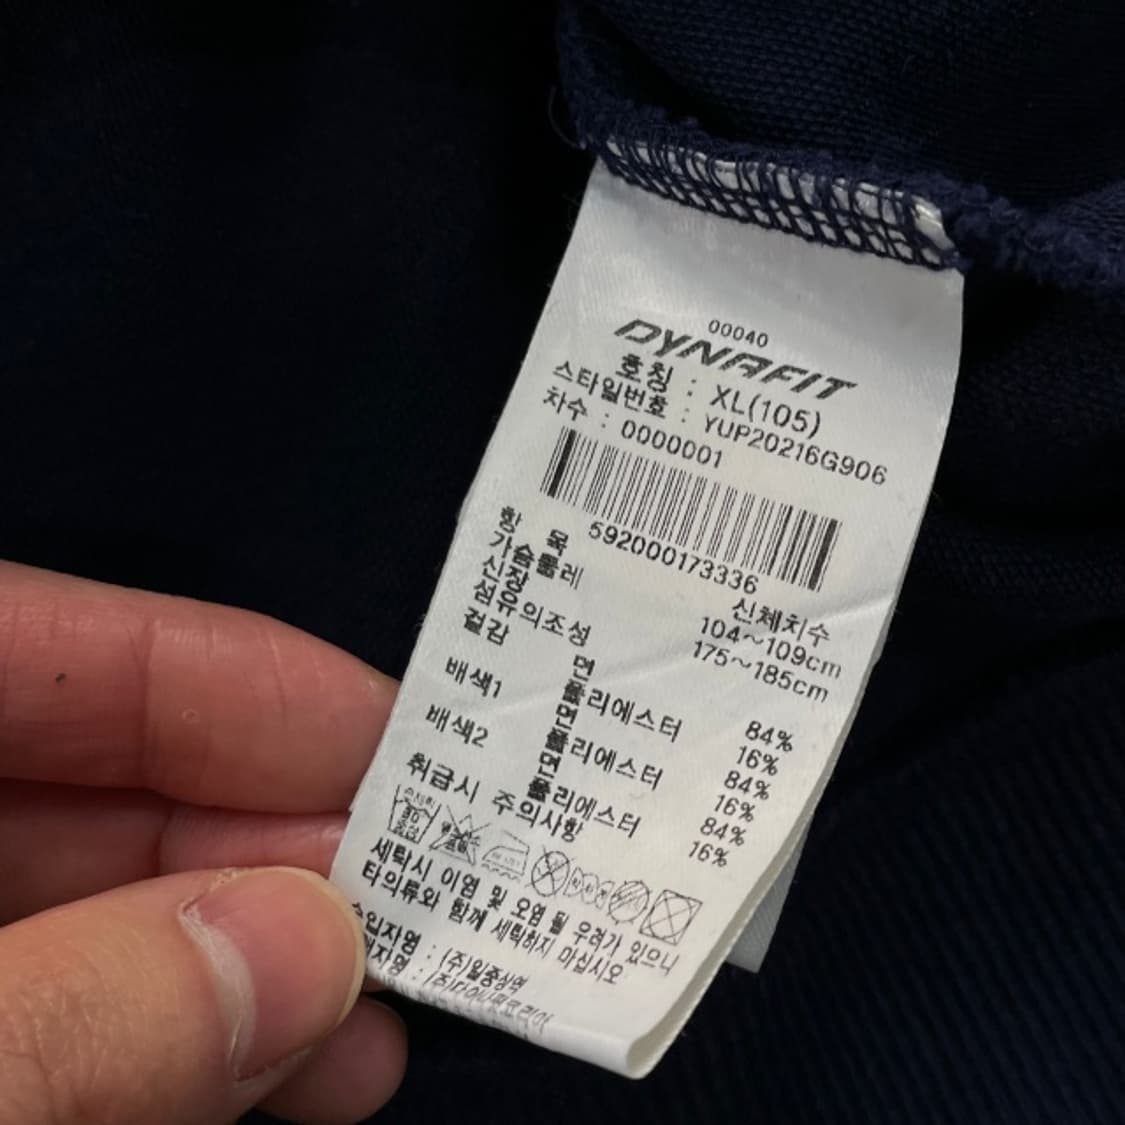 00040
DYNAFIT
호칭 : XL(105)
스타일번호 : YUP20216G906
차수 : 0000001
592000173336
항 목 신체치수
가슴둘레 104~109cm
신장 175~185cm
섬유의조성
겉감 면 84%
폴리에스터 16%
배색1 면 84%
폴리에스터 16%
배색2 면 84%
폴리에스터 16%
취급시 주의사항
세탁시 이염 및 오염 될 우려가 있으니
타의류와 함께 세탁하지 마십시오
입자명 : (주)일중상역
자명 : (주)